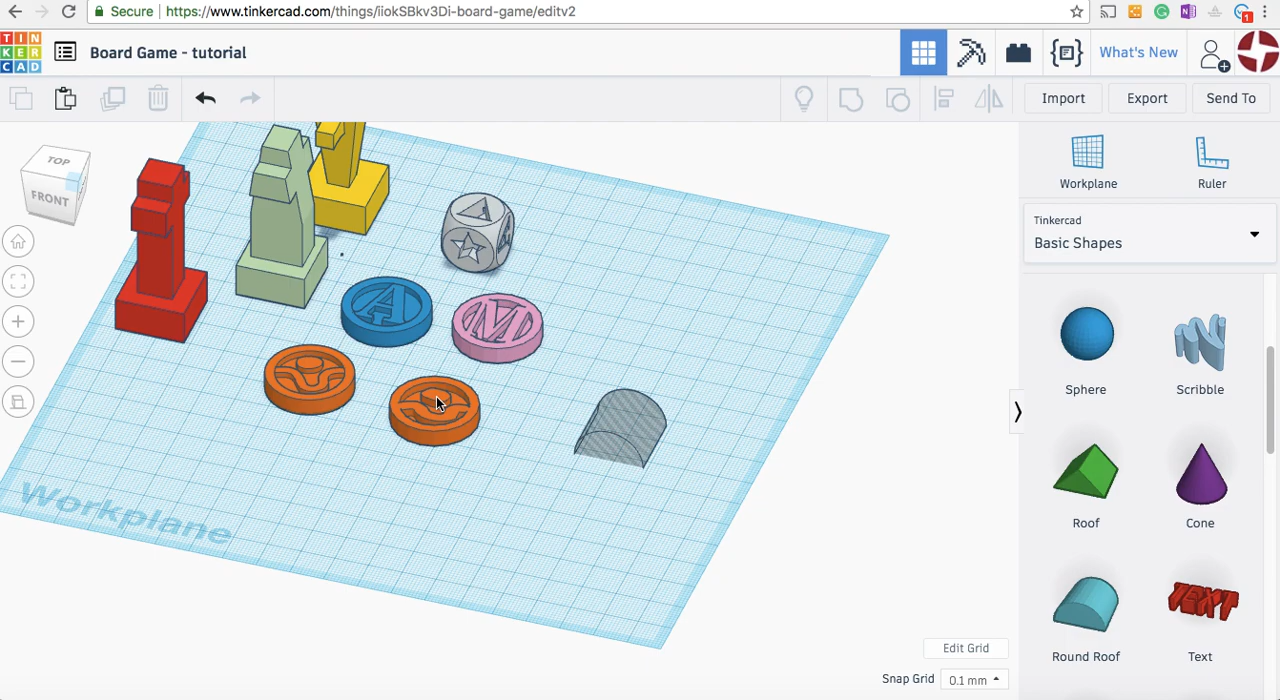 Secure
https://www.tinkercad.com/things/iiokSBkv3Di-board-game/editv2
1
TIN
KER
CAD
Board Game - tutorial
What's New
Import
Export
Send To
TOP
FRONT
Workplane
Ruler
Tinkercad
Basic Shapes
A
M
Sphere
Scribble
Roof
Cone
TEXT
Round Roof
Text
Workplane
Edit Grid
Snap Grid
0.1 mm